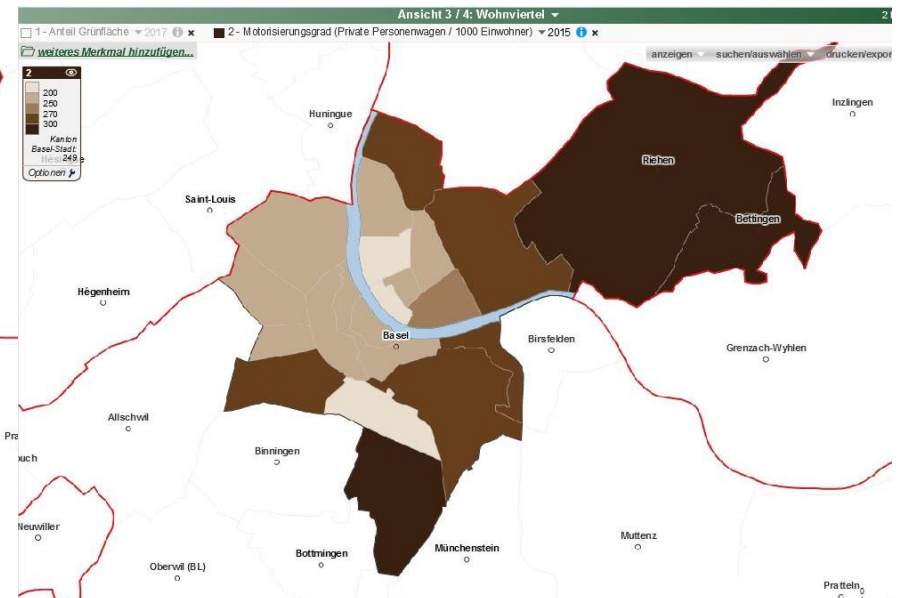 Ansicht 3 / 4: Wohnviertel
1 - Anteil Grünfläche 2017
2 - Motorisierungsgrad (Private Personenwagen / 1000 Einwohner) 2015
weiteres Merkmal hinzufügen...
anzeigen suchen/auswählen drucken/expor
2
200
250
270
300
Kanton
Basel-Stadt:
249
Optionen
Huningue
Inzlingen
Riehen
Saint-Louis
Bettingen
Hégenheim
Basel
Birsfelden
Grenzach-Wyhlen
Allschwil
Binningen
Neuwiller
Muttenz
Bottmingen
Münchenstein
Oberwil (BL)
Pratteln